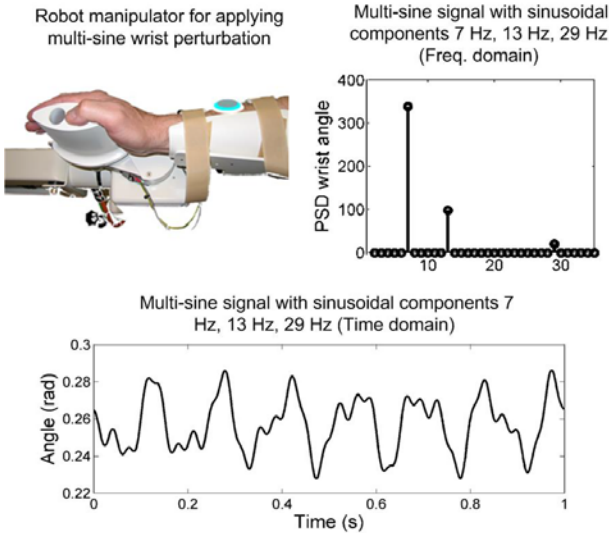 Robot manipulator for applying
multi-sine wrist perturbation
Multi-sine signal with sinusoidal
components 7 Hz, 13 Hz, 29 Hz
(Freq. domain)
PSD wrist angle
400
300
200
100
0
10
20
30
Multi-sine signal with sinusoidal components 7
Hz, 13 Hz, 29 Hz (Time domain)
Angle (rad)
0.3
0.28
0.26
0.24
0.22
0
0.2
0.4
0.6
0.8
1
Time (s)